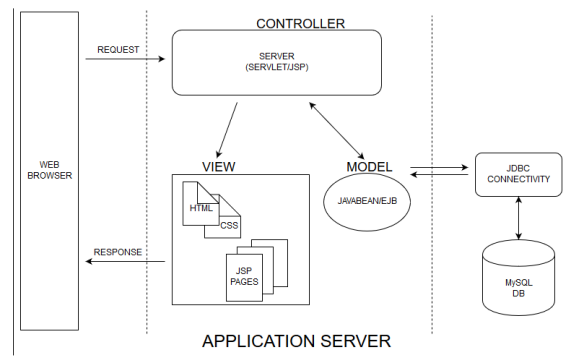 CONTROLLER
REQUEST
SERVER
(SERVLET/JSP)
WEB
BROWSER
VIEW
MODEL
HTML
CSS
JAVABEAN/EJB
JDBC
CONNECTIVITY
RESPONSE
JSP
PAGES
MySQL
DB
APPLICATION SERVER